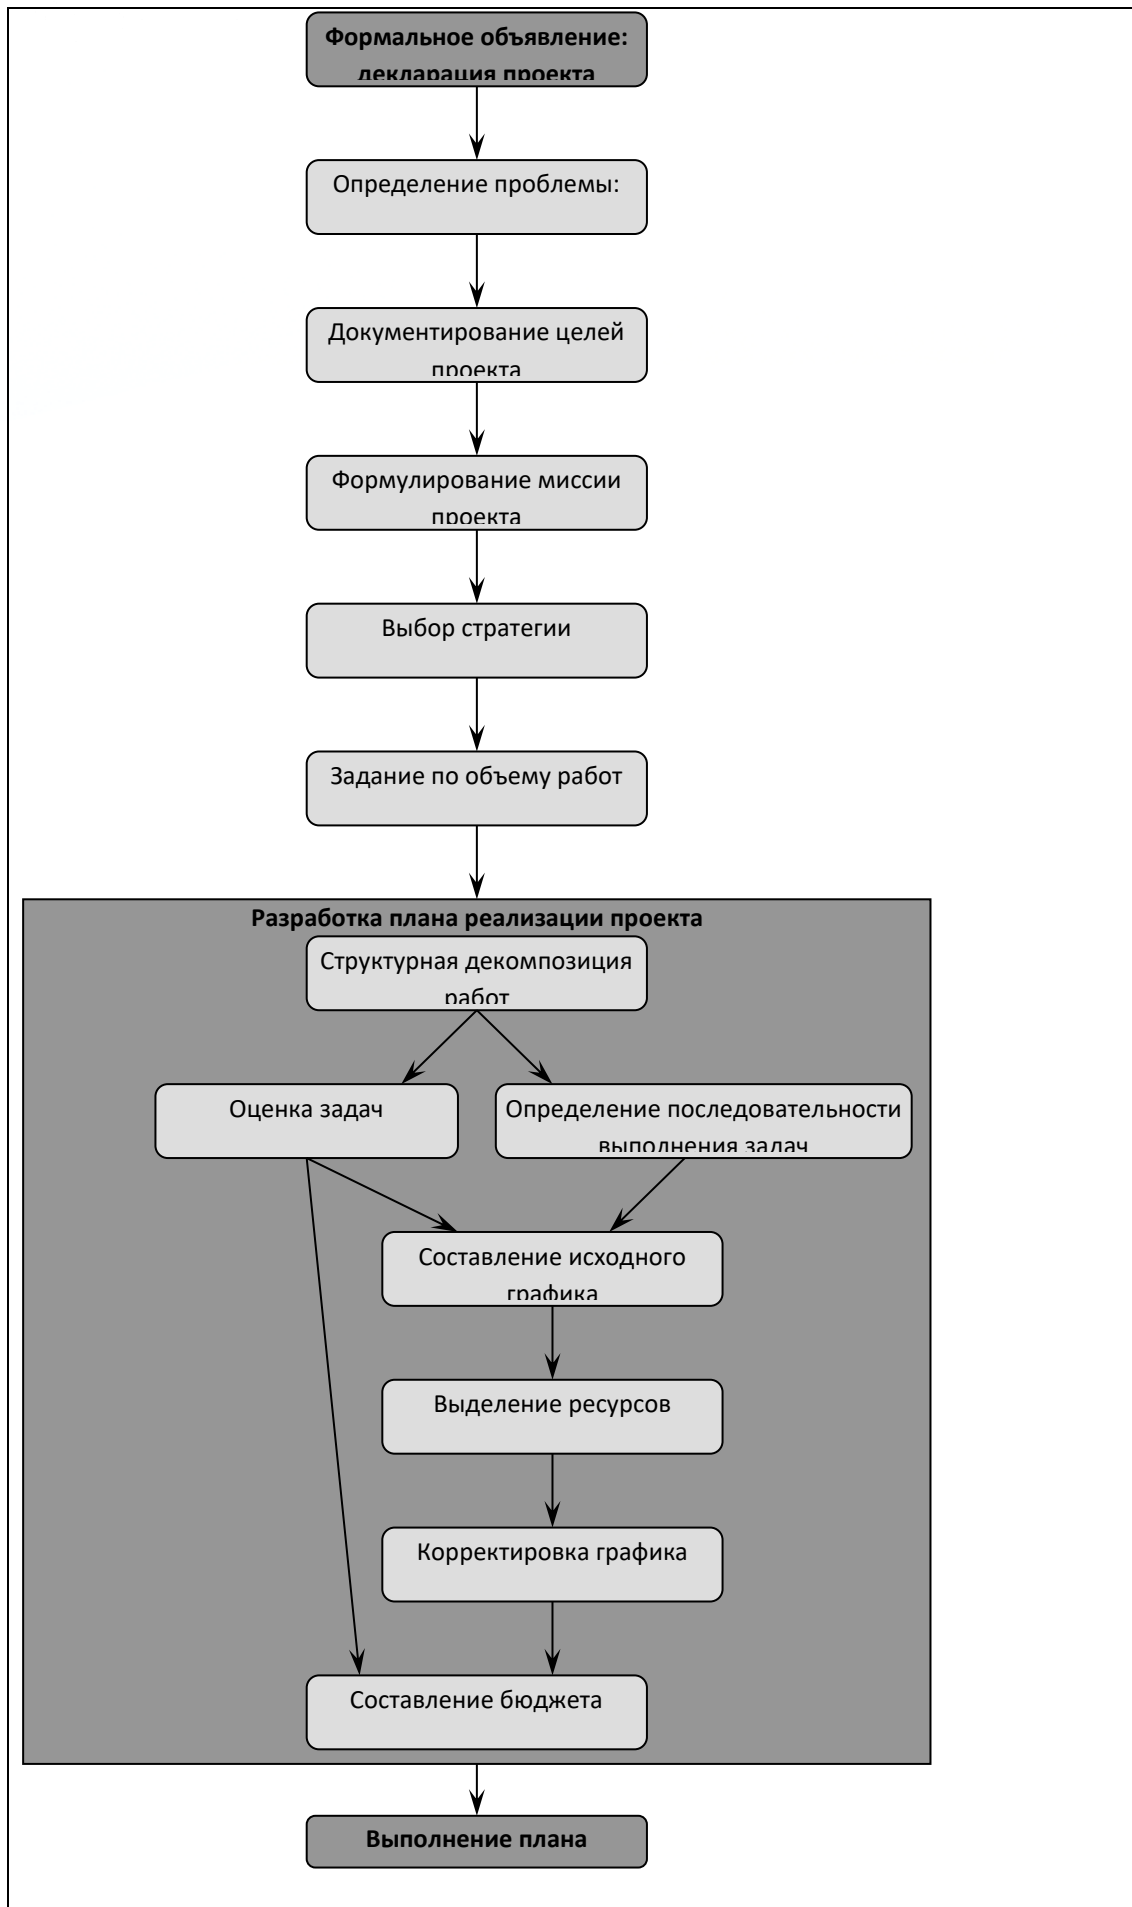 Формальное объявление:
декларация проекта
Определение проблемы:
Документирование целей
проекта
Формулирование миссии
проекта
Выбор стратегии
Задание по объему работ
Разработка плана реализации проекта
Структурная декомпозиция
работ
Оценка задач
Определение последовательности
выполнения задач
Составление исходного
графика
Выделение ресурсов
Корректировка графика
Составление бюджета
Выполнение плана